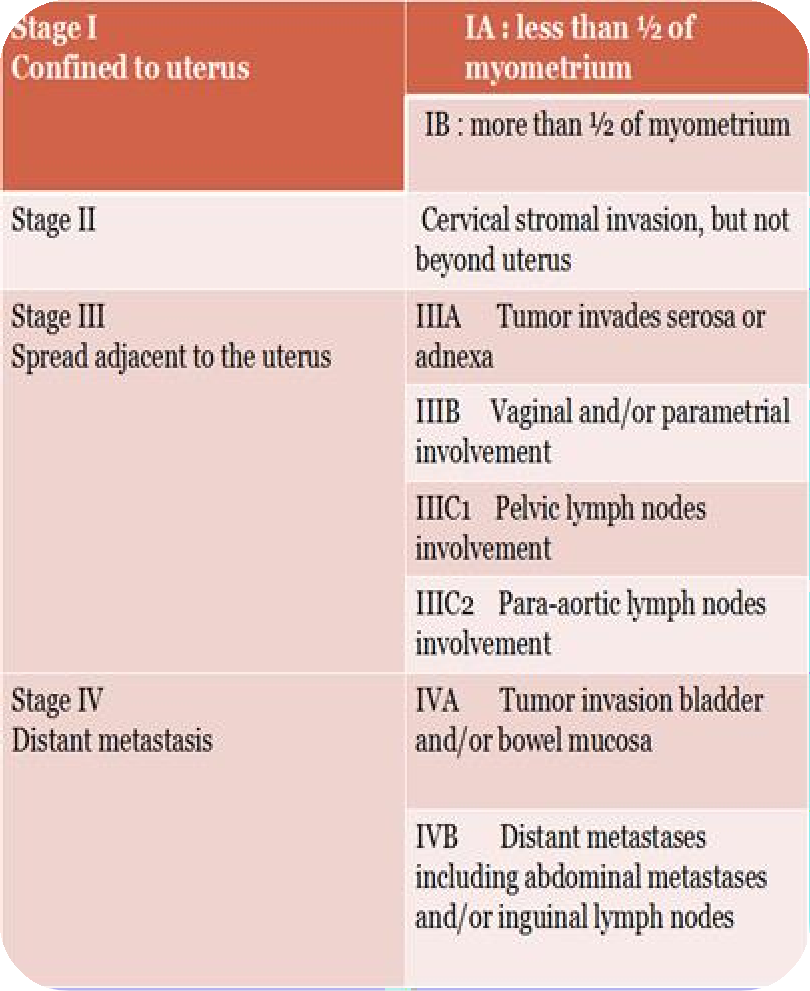 Stage I
Confined to uterus
IA : less than ½ of
myometrium
IB : more than ½ of myometrium
Stage II
Cervical stromal invasion, but not
beyond uterus
Stage III
Spread adjacent to the uterus
IIIA Tumor invades serosa or
adnexa
IIIB Vaginal and/or parametrial
involvement
IIIC1 Pelvic lymph nodes
involvement
IIIC2 Para-aortic lymph nodes
involvement
Stage IV
Distant metastasis
IVA Tumor invasion bladder
and/or bowel mucosa
IVB Distant metastases
including abdominal metastases
and/or inguinal lymph nodes